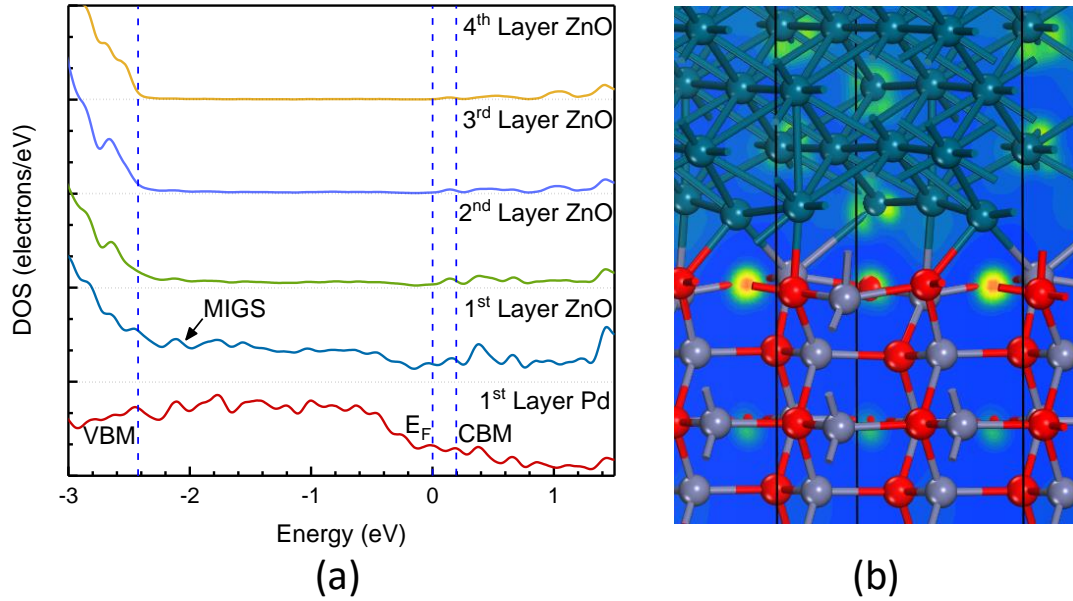 4th Layer ZnO
3rd Layer ZnO
2nd Layer ZnO
1st Layer ZnO
MIGS
1st Layer Pd
VBM
EF
CBM
DOS (electrons/eV)
-3 -2 -1 0 1
Energy (eV)
(a)
(b)